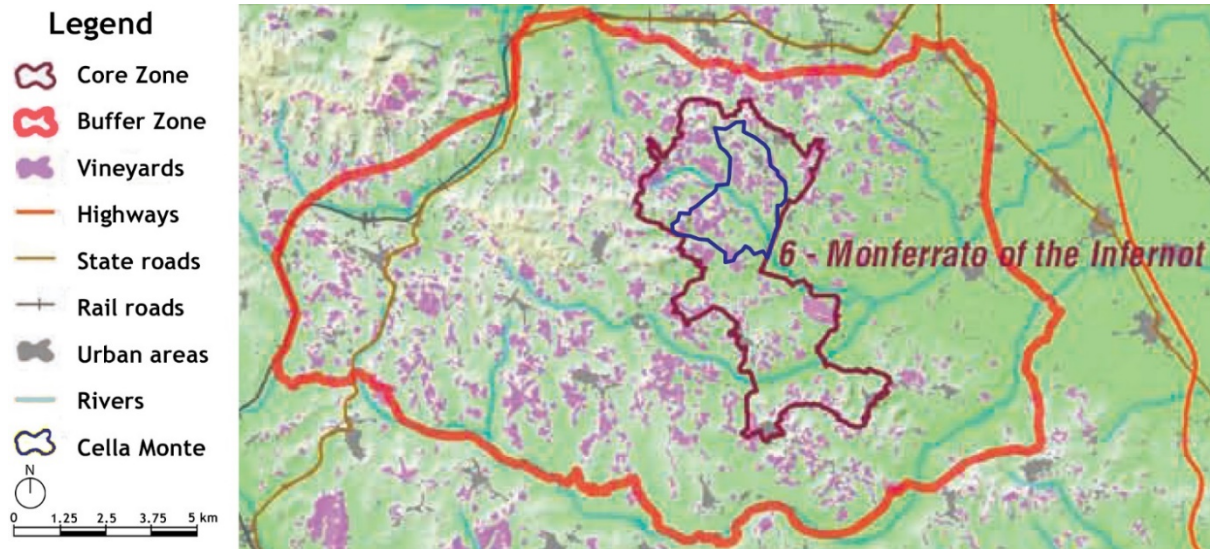 Legend
Core Zone
Buffer Zone
Vineyards
Highways
State roads
Rail roads
Urban areas
Rivers
Cella Monte
N
0 1.25 2.5 3.75 5 km
6 - Monferrato of the Infernot